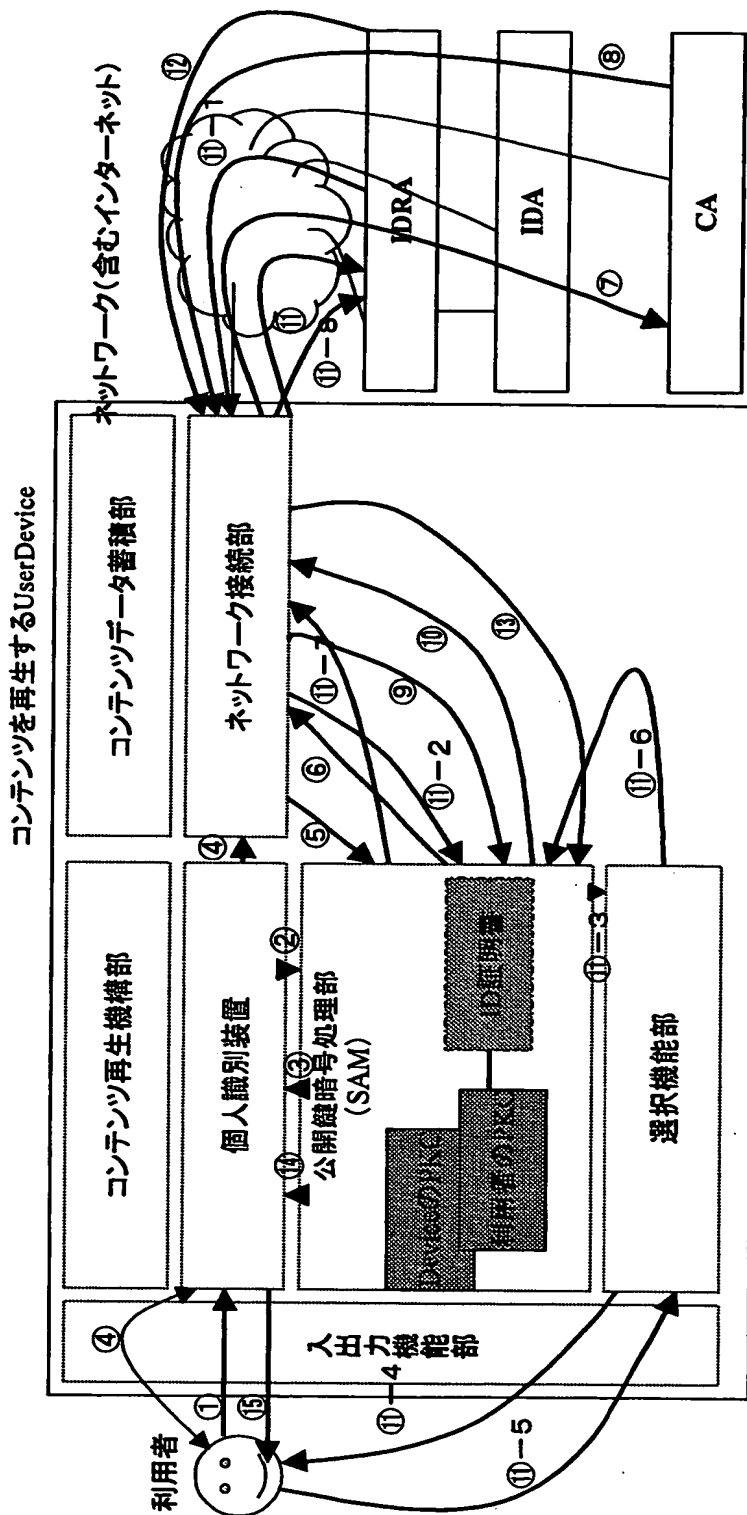 コンテンツを再生するUserDevice
ネットワーク(含むインターネット)
利用者
入出力機能部
コンテンツ再生機構部
コンテンツデータ蓄積部
個人識別装置
ネットワーク接続部
公開鍵暗号処理部
(SAM)
DeviceのPKC
利用者のPKC
ID証明書
選択機能部
IDRA
IDA
CA
①
②
③
④
④
⑤
⑥
⑦
⑧
⑨
⑩
⑪
⑪-1
⑪-2
⑪-3
⑪-4
⑪-5
⑪-6
⑪-7
⑪-8
⑫
⑬
⑭
⑮